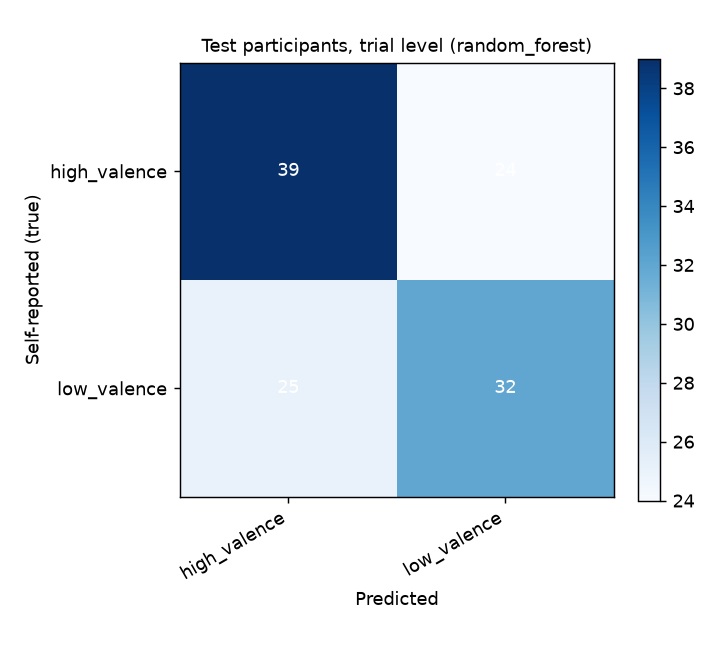 Test participants, trial level (random_forest)
Self-reported (true)
high_valence
low_valence
39
24
25
32
high_valence
low_valence
Predicted
38
36
34
32
30
28
26
24